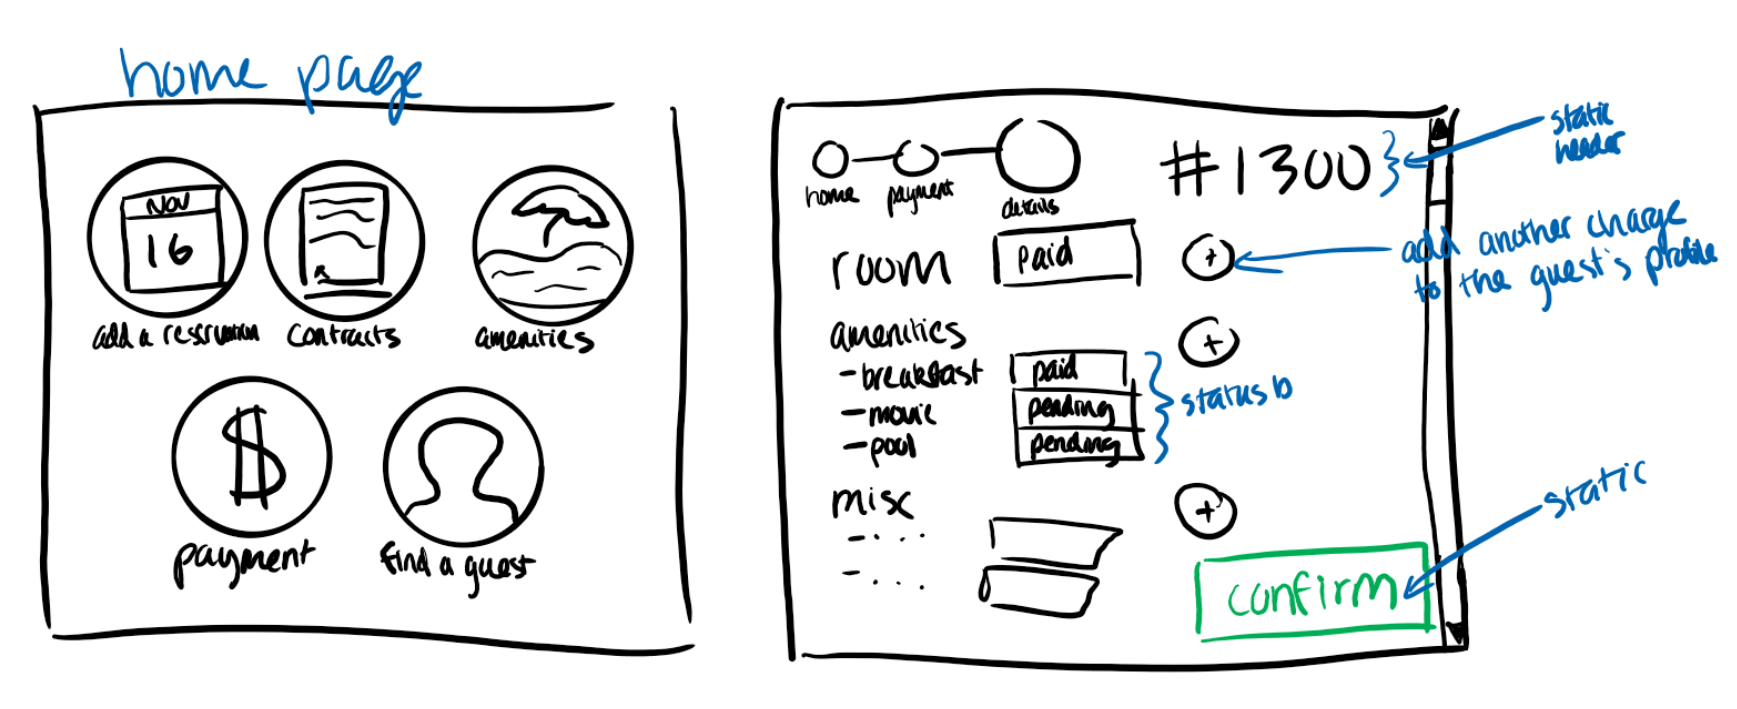 home page
NOV
16
add a reservation
contracts
amenities
payment
find a guest
home
payment
details
#1300
static
header
room
paid
+
add another charge
to the guest's profile
amenities
+
-breakfast
paid
-movie
pending
-pool
pending
status b
misc
+
-....
-....
confirm
static